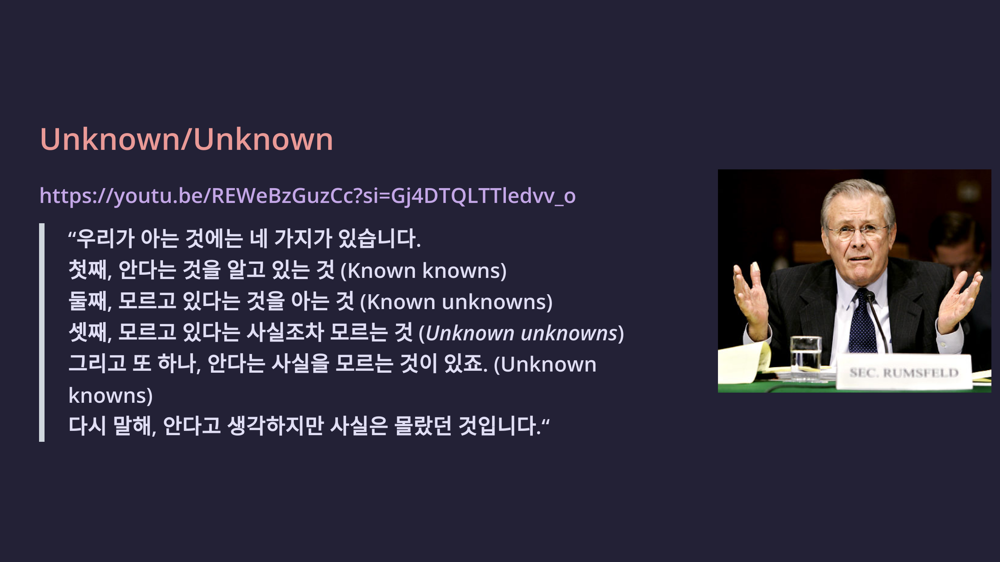 Unknown/Unknown
https://youtu.be/REWeBzGuzCc?si=Gj4DTQLTTledvv_o
“우리가 아는 것에는 네 가지가 있습니다.
첫째, 안다는 것을 알고 있는 것 (Known knowns)
둘째, 모르고 있다는 것을 아는 것 (Known unknowns)
셋째, 모르고 있다는 사실조차 모르는 것 (Unknown unknowns)
그리고 또 하나, 안다는 사실을 모르는 것이 있죠. (Unknown
knowns)
다시 말해, 안다고 생각하지만 사실은 몰랐던 것입니다.“
SEC. RUMSFELD